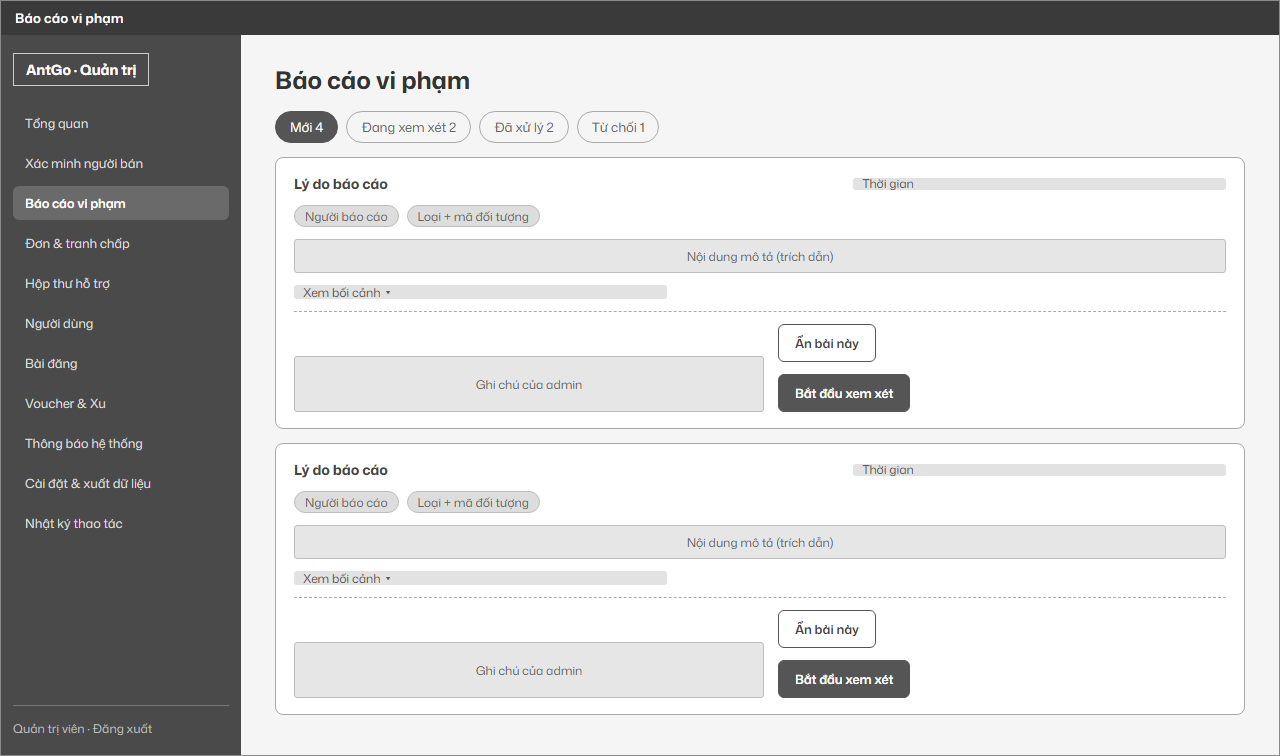 Báo cáo vi phạm
AntGo · Quản trị
Tổng quan
Xác minh người bán
Báo cáo vi phạm
Đơn & tranh chấp
Hộp thư hỗ trợ
Người dùng
Bài đăng
Voucher & Xu
Thông báo hệ thống
Cài đặt & xuất dữ liệu
Nhật ký thao tác
Quản trị viên · Đăng xuất
Báo cáo vi phạm
Mới 4 Đang xem xét 2 Đã xử lý 2 Từ chối 1
Lý do báo cáo Thời gian
Người báo cáo Loại + mã đối tượng
Nội dung mô tả (trích dẫn)
Xem bối cảnh ▾
Ẩn bài này
Ghi chú của admin
Bắt đầu xem xét
Lý do báo cáo Thời gian
Người báo cáo Loại + mã đối tượng
Nội dung mô tả (trích dẫn)
Xem bối cảnh ▾
Ẩn bài này
Ghi chú của admin
Bắt đầu xem xét